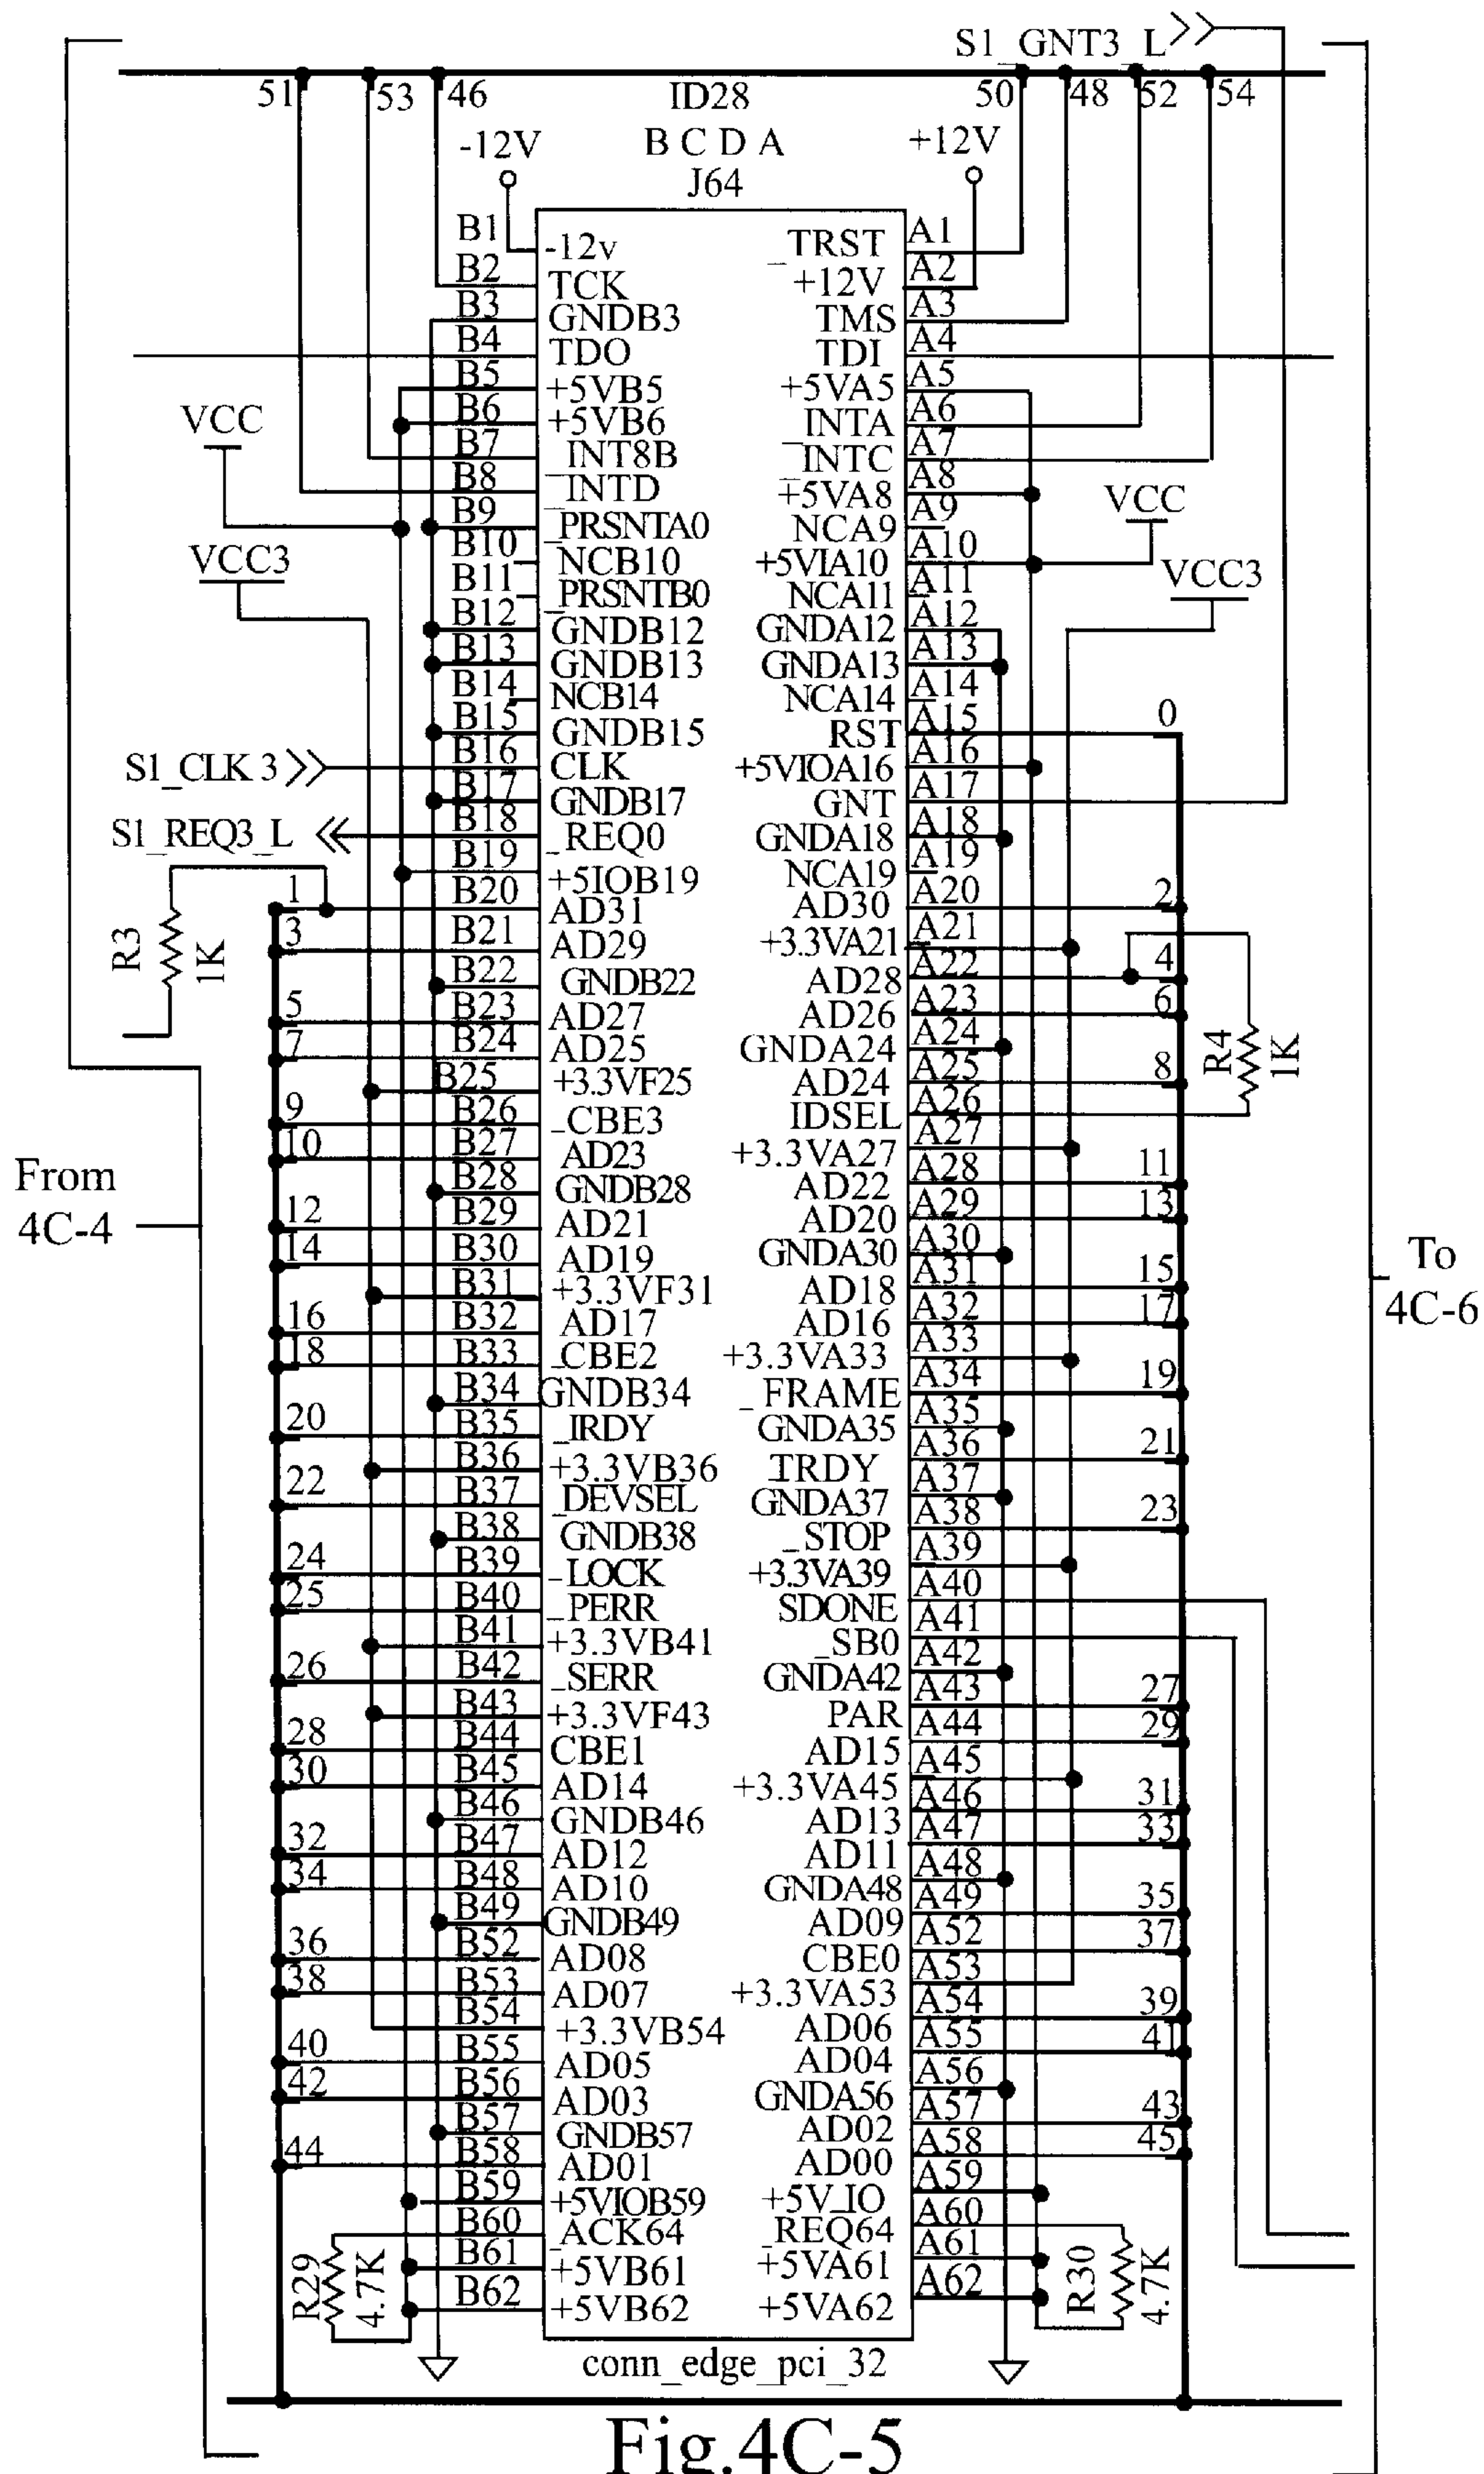 S1_GNT3_L
51 53 46 ID28 50 48 52 54
-12V B C D A +12V
J64
B1 -12v _TRST A1
B2 TCK +12V A2
B3 GNDB3 TMS A3
B4 TDO TDI A4
B5 +5VB5 +5VA5 A5
VCC B6 +5VB6 _INTA A6
B7 _INT8B _INTC A7
B8 _INTD +5VA8 A8 VCC
B9 _PRSNTA0 NCA9 A9
VCC3 B10 NCB10 +5VIA10 A10 VCC3
B11 _PRSNTB0 NCA11 A11
B12 GNDB12 GNDA12 A12
B13 GNDB13 GNDA13 A13
B14 NCB14 NCA14 A14
B15 GNDB15 RST A15 0
S1_CLK 3 B16 CLK +5VIOA16 A16
B17 GNDB17 GNT A17
S1_REQ3_L B18 _REQ0 GNDA18 A18
B19 +5IOB19 NCA19 A19
1 B20 AD31 AD30 A20 2
R3 1K 3 B21 AD29 +3.3VA21 A21
B22 GNDB22 AD28 A22 4
5 B23 AD27 AD26 A23 6
7 B24 AD25 GNDA24 A24 R4 1K
B25 +3.3VF25 AD24 A25 8
9 B26 _CBE3 IDSEL A26
10 B27 AD23 +3.3VA27 A27
From B28 GNDB28 AD22 A28 11
4C-4 12 B29 AD21 AD20 A29 13
14 B30 AD19 GNDA30 A30 To
B31 +3.3VF31 AD18 A31 15 4C-6
16 B32 AD17 AD16 A32 17
18 B33 _CBE2 +3.3VA33 A33
B34 GNDB34 _FRAME A34 19
20 B35 _IRDY GNDA35 A35
B36 +3.3VB36 _TRDY A36 21
22 B37 _DEVSEL GNDA37 A37
B38 GNDB38 _STOP A38 23
24 B39 _LOCK +3.3VA39 A39
25 B40 _PERR SDONE A40
B41 +3.3VB41 _SB0 A41
26 B42 _SERR GNDA42 A42
B43 +3.3VF43 PAR A43 27
28 B44 CBE1 AD15 A44 29
30 B45 AD14 +3.3VA45 A45
B46 GNDB46 AD13 A46 31
32 B47 AD12 AD11 A47 33
34 B48 AD10 GNDA48 A48
B49 GNDB49 AD09 A49 35
36 B52 AD08 CBE0 A52 37
38 B53 AD07 +3.3VA53 A53
B54 +3.3VB54 AD06 A54 39
40 B55 AD05 AD04 A55 41
42 B56 AD03 GNDA56 A56
B57 GNDB57 AD02 A57 43
44 B58 AD01 AD00 A58 45
B59 +5VIOB59 +5V_IO A59
B60 _ACK64 _REQ64 A60
R29 4.7K B61 +5VB61 +5VA61 A61 R30 4.7K
B62 +5VB62 +5VA62 A62
conn_edge_pci_32
Fig.4C-5